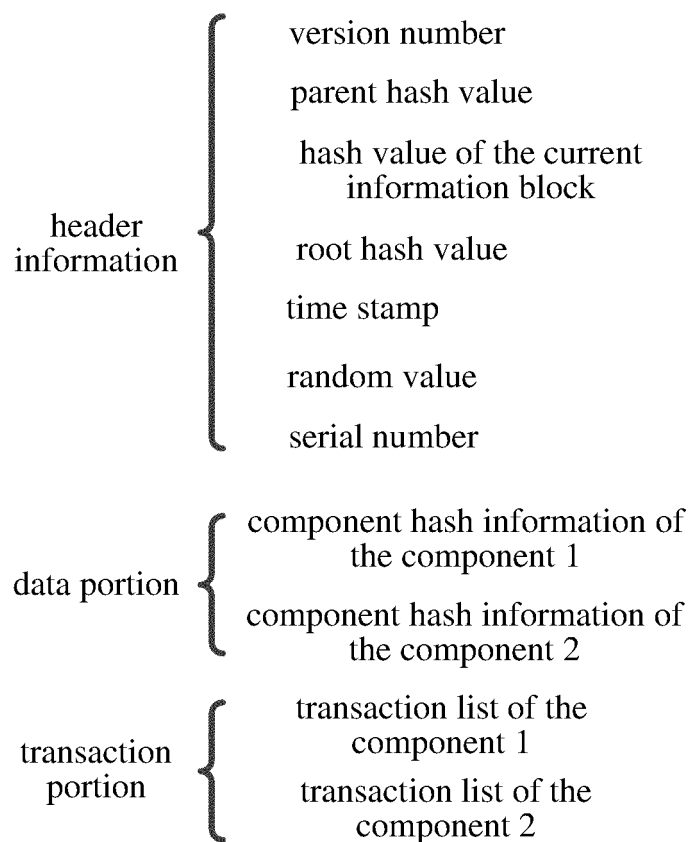 version number
parent hash value
hash value of the current
information block
header
information
root hash value
time stamp
random value
serial number
component hash information of
the component 1
data portion
component hash information of
the component 2
transaction list of the
component 1
transaction
portion
transaction list of the
component 2